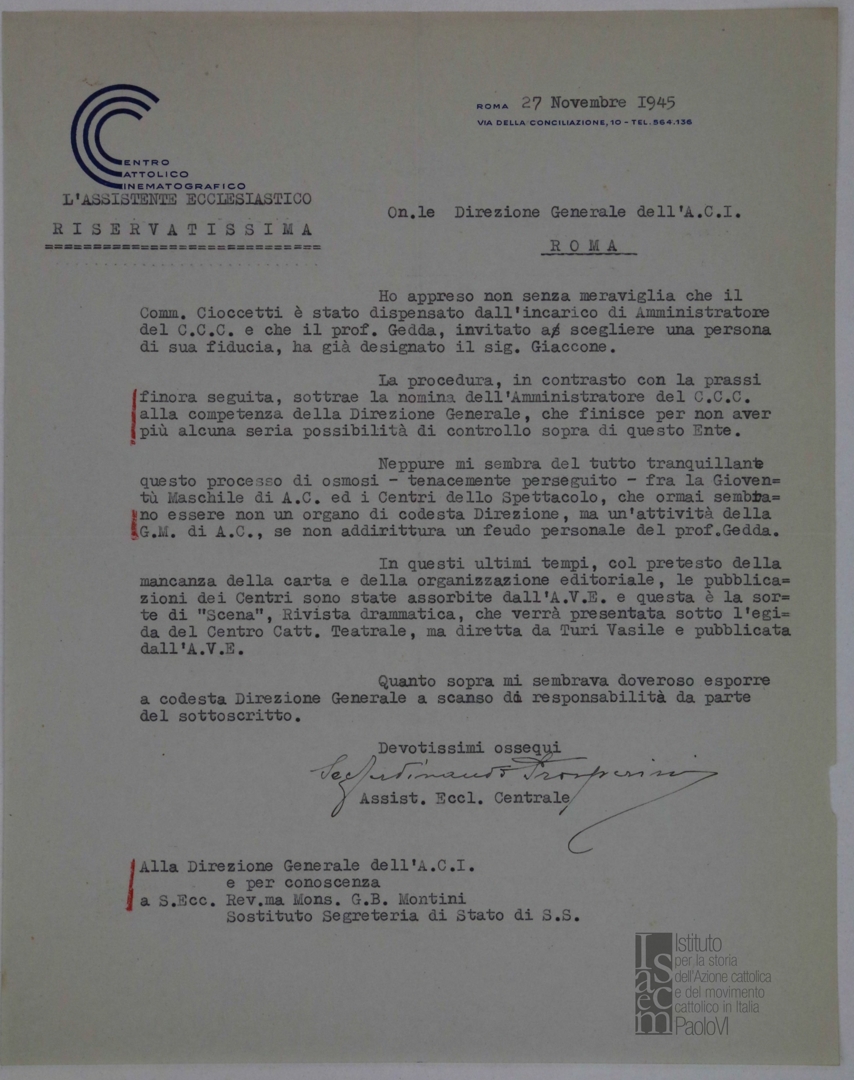 CENTRO
CATTOLICO
CINEMATOGRAFICO
L'ASSISTENTE ECCLESIASTICO
RISERVATISSIMA
ROMA 27 Novembre 1945
VIA DELLA CONCILIAZIONE, 10 - TEL. 564.136
On.le Direzione Generale dell'A.C.I.
ROMA
Ho appreso non senza meraviglia che il
Comm. Cioccetti è stato dispensato dall'incarico di Amministratore
del C.C.C. e che il prof. Gedda, invitato a scegliere una persona
di sua fiducia, ha già designato il sig. Giaccone.
La procedura, in contrasto con la prassi
finora seguita, sottrae la nomina dell'Amministratore del C.C.C.
alla competenza della Direzione Generale, che finisce per non aver
più alcuna seria possibilità di controllo sopra di questo Ente.
Neppure mi sembra del tutto tranquillante
questo processo di osmosi - tenacemente perseguito - fra la Gioven=
tù Maschile di A.C. ed i Centri dello Spettacolo, che ormai sembra=
no essere non un organo di codesta Direzione, ma un'attività della
G.M. di A.C., se non addirittura un feudo personale del prof.Gedda.
In questi ultimi tempi, col pretesto della
mancanza della carta e della organizzazione editoriale, le pubblica=
zioni dei Centri sono state assorbite dall'A.V.E. e questa è la sor=
te di "Scena", Rivista drammatica, che verrà presentata sotto l'egi=
da del Centro Catt. Teatrale, ma diretta da Turi Vasile e pubblicata
dall'A.V.E.
Quanto sopra mi sembrava doveroso esporre
a codesta Direzione Generale a scanso di responsabilità da parte
del sottoscritto.
Devotissimi ossequi
Ferdinando Prosperini
Assist. Eccl. Centrale
Alla Direzione Generale dell'A.C.I.
e per conoscenza
a S.Ecc. Rev.ma Mons. G.B. Montini
Sostituto Segreteria di Stato di S.S.
Isacem
Istituto
per la storia
dell'Azione cattolica
e del movimento
cattolico in Italia
PaoloVI